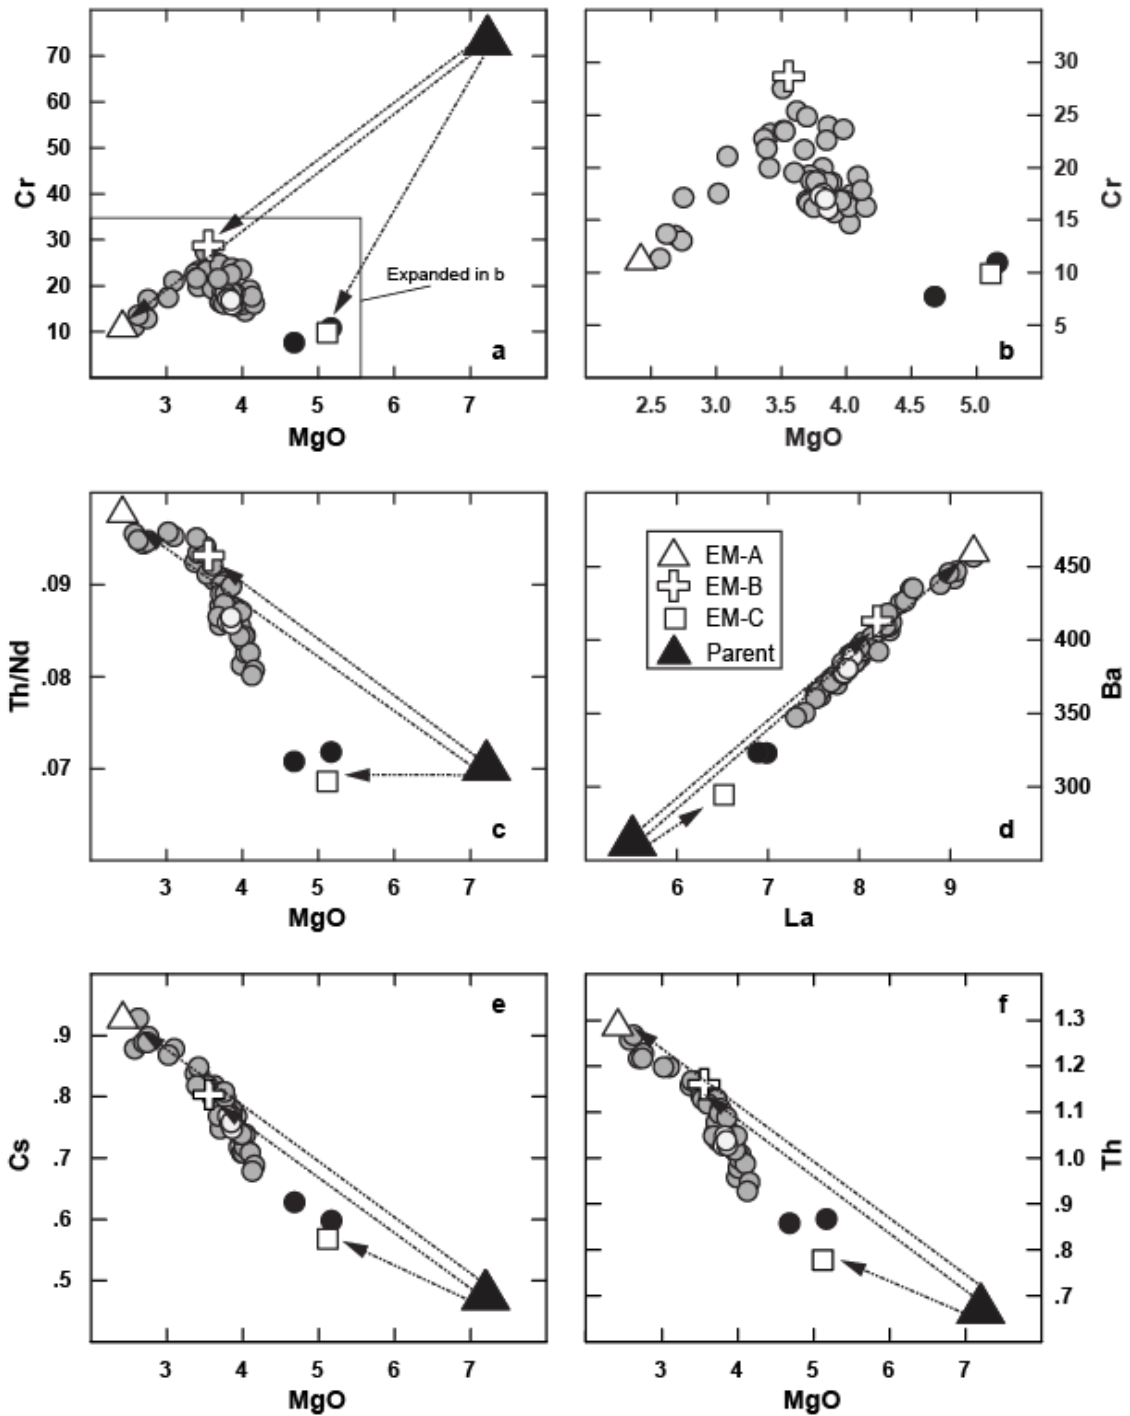 70
60
50
40
30
20
10
Cr
Expanded in b
a
3 4 5 6 7
MgO
30
25
20
15
10
5
Cr
b
2.5 3.0 3.5 4.0 4.5 5.0
MgO
.09
.08
.07
Th/Nd
c
3 4 5 6 7
MgO
EM-A
EM-B
EM-C
Parent
450
400
350
300
Ba
d
6 7 8 9
La
.9
.8
.7
.6
.5
Cs
e
3 4 5 6 7
MgO
f
1.3
1.2
1.1
1.0
.9
.8
.7
Th
3 4 5 6 7
MgO